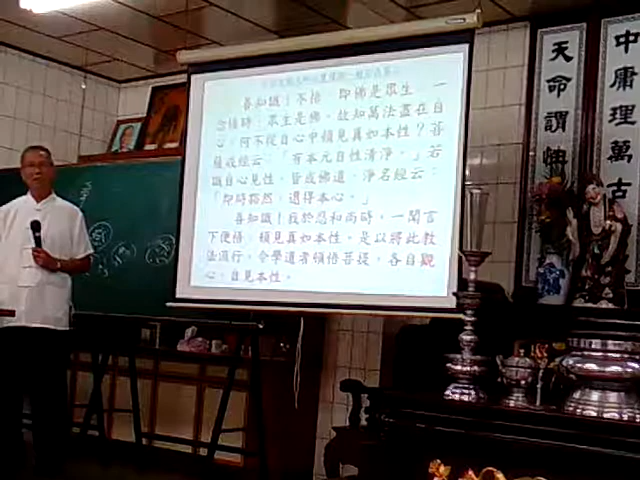 善知識！不悟，即佛是眾生。一
念悟時，眾生是佛。故知萬法盡在自
心，何不從自心中頓見真如本性？菩
薩戒經云：「有本元自性清淨。」若
識自心見性，皆成佛道。淨名經云：
「即時豁然，還得本心。」
善知識！我於忍和尚時，一聞言
下便悟，頓見真如本性。是以將此教
法流行，令學道者頓悟菩提，各自觀
心，自見本性。
天命謂
中庸理萬古